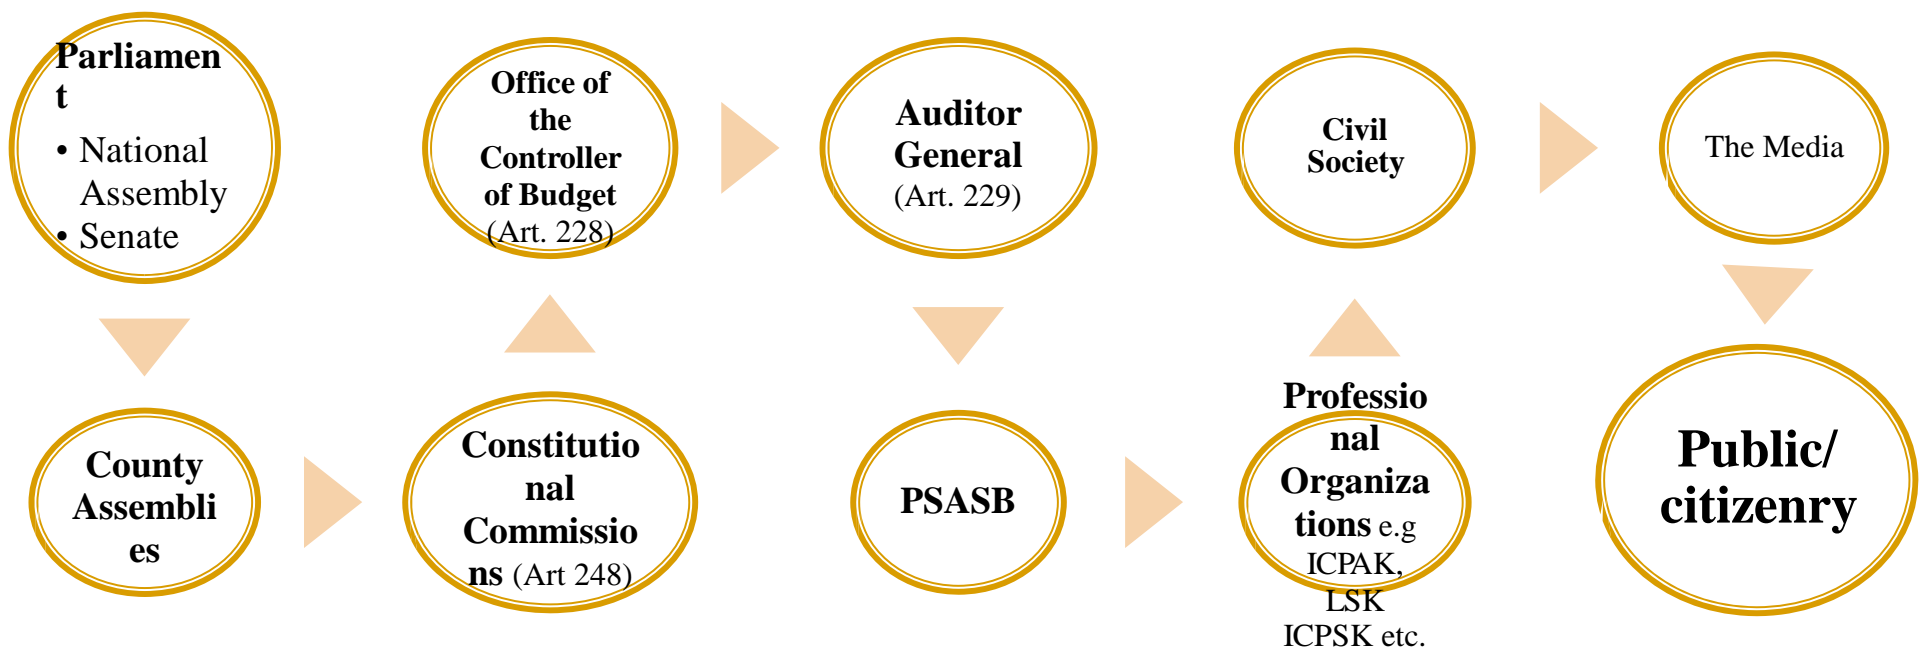 Parliamen
t
• National
Assembly
• Senate
County
Assembli
es
Constitutio
nal
Commissio
ns (Art 248)
Office of
the
Controller
of Budget
(Art. 228)
Auditor
General
(Art. 229)
PSASB
Professio
nal
Organiza
tions e.g
ICPAK,
LSK
ICPSK etc.
Civil
Society
The Media
Public/
citizenry